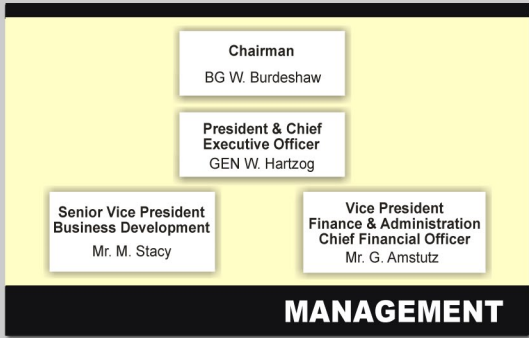 Chairman
BG W. Burdeshaw
President & Chief
Executive Officer
GEN W. Hartzog
Senior Vice President
Business Development
Mr. M. Stacy
Vice President
Finance & Administration
Chief Financial Officer
Mr. G. Amstutz
MANAGEMENT